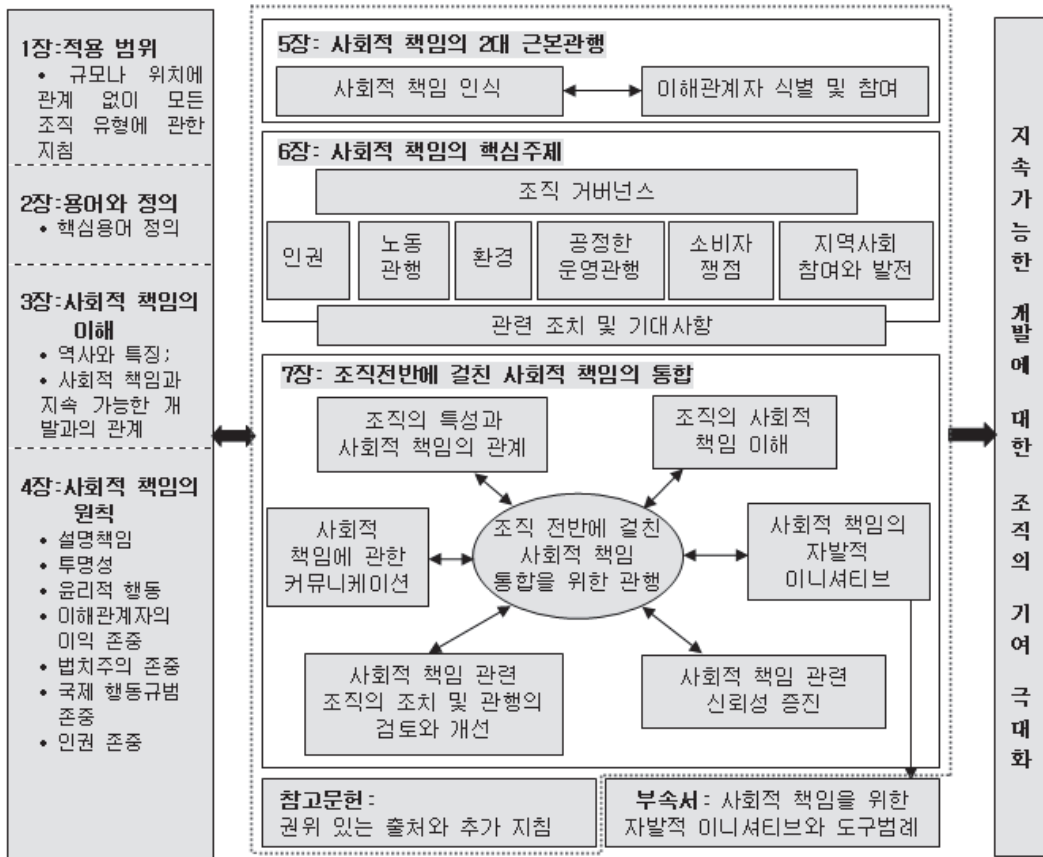 1장:적용 범위
• 규모나 위치에
관계 없이 모든
조직 유형에 관한
지침
2장:용어와 정의
• 핵심용어 정의
3장:사회적 책임의
이해
• 역사와 특징;
• 사회적 책임과
지속 가능한 개
발과의 관계
4장:사회적 책임의
원칙
• 설명책임
• 투명성
• 윤리적 행동
• 이해관계자의
이익 존중
• 법치주의 존중
• 국제 행동규범
존중
• 인권 존중
5장: 사회적 책임의 2대 근본관행
사회적 책임 인식
이해관계자 식별 및 참여
6장: 사회적 책임의 핵심주제
조직 거버넌스
인권
노동
관행
환경
공정한
운영관행
소비자
쟁점
지역사회
참여와 발전
관련 조치 및 기대사항
7장: 조직전반에 걸친 사회적 책임의 통합
조직의 특성과
사회적 책임의 관계
조직의 사회적
책임 이해
사회적
책임에 관한
커뮤니케이션
조직 전반에 걸친
사회적 책임
통합을 위한 관행
사회적 책임의
자발적
이니셔티브
사회적 책임 관련
조직의 조치 및 관행의
검토와 개선
사회적 책임 관련
신뢰성 증진
참고문헌:
권위 있는 출처와 추가 지침
부속서: 사회적 책임을 위한
자발적 이니셔티브와 도구범례
지속가능한 개발에 대한 조직의 기여 극대화